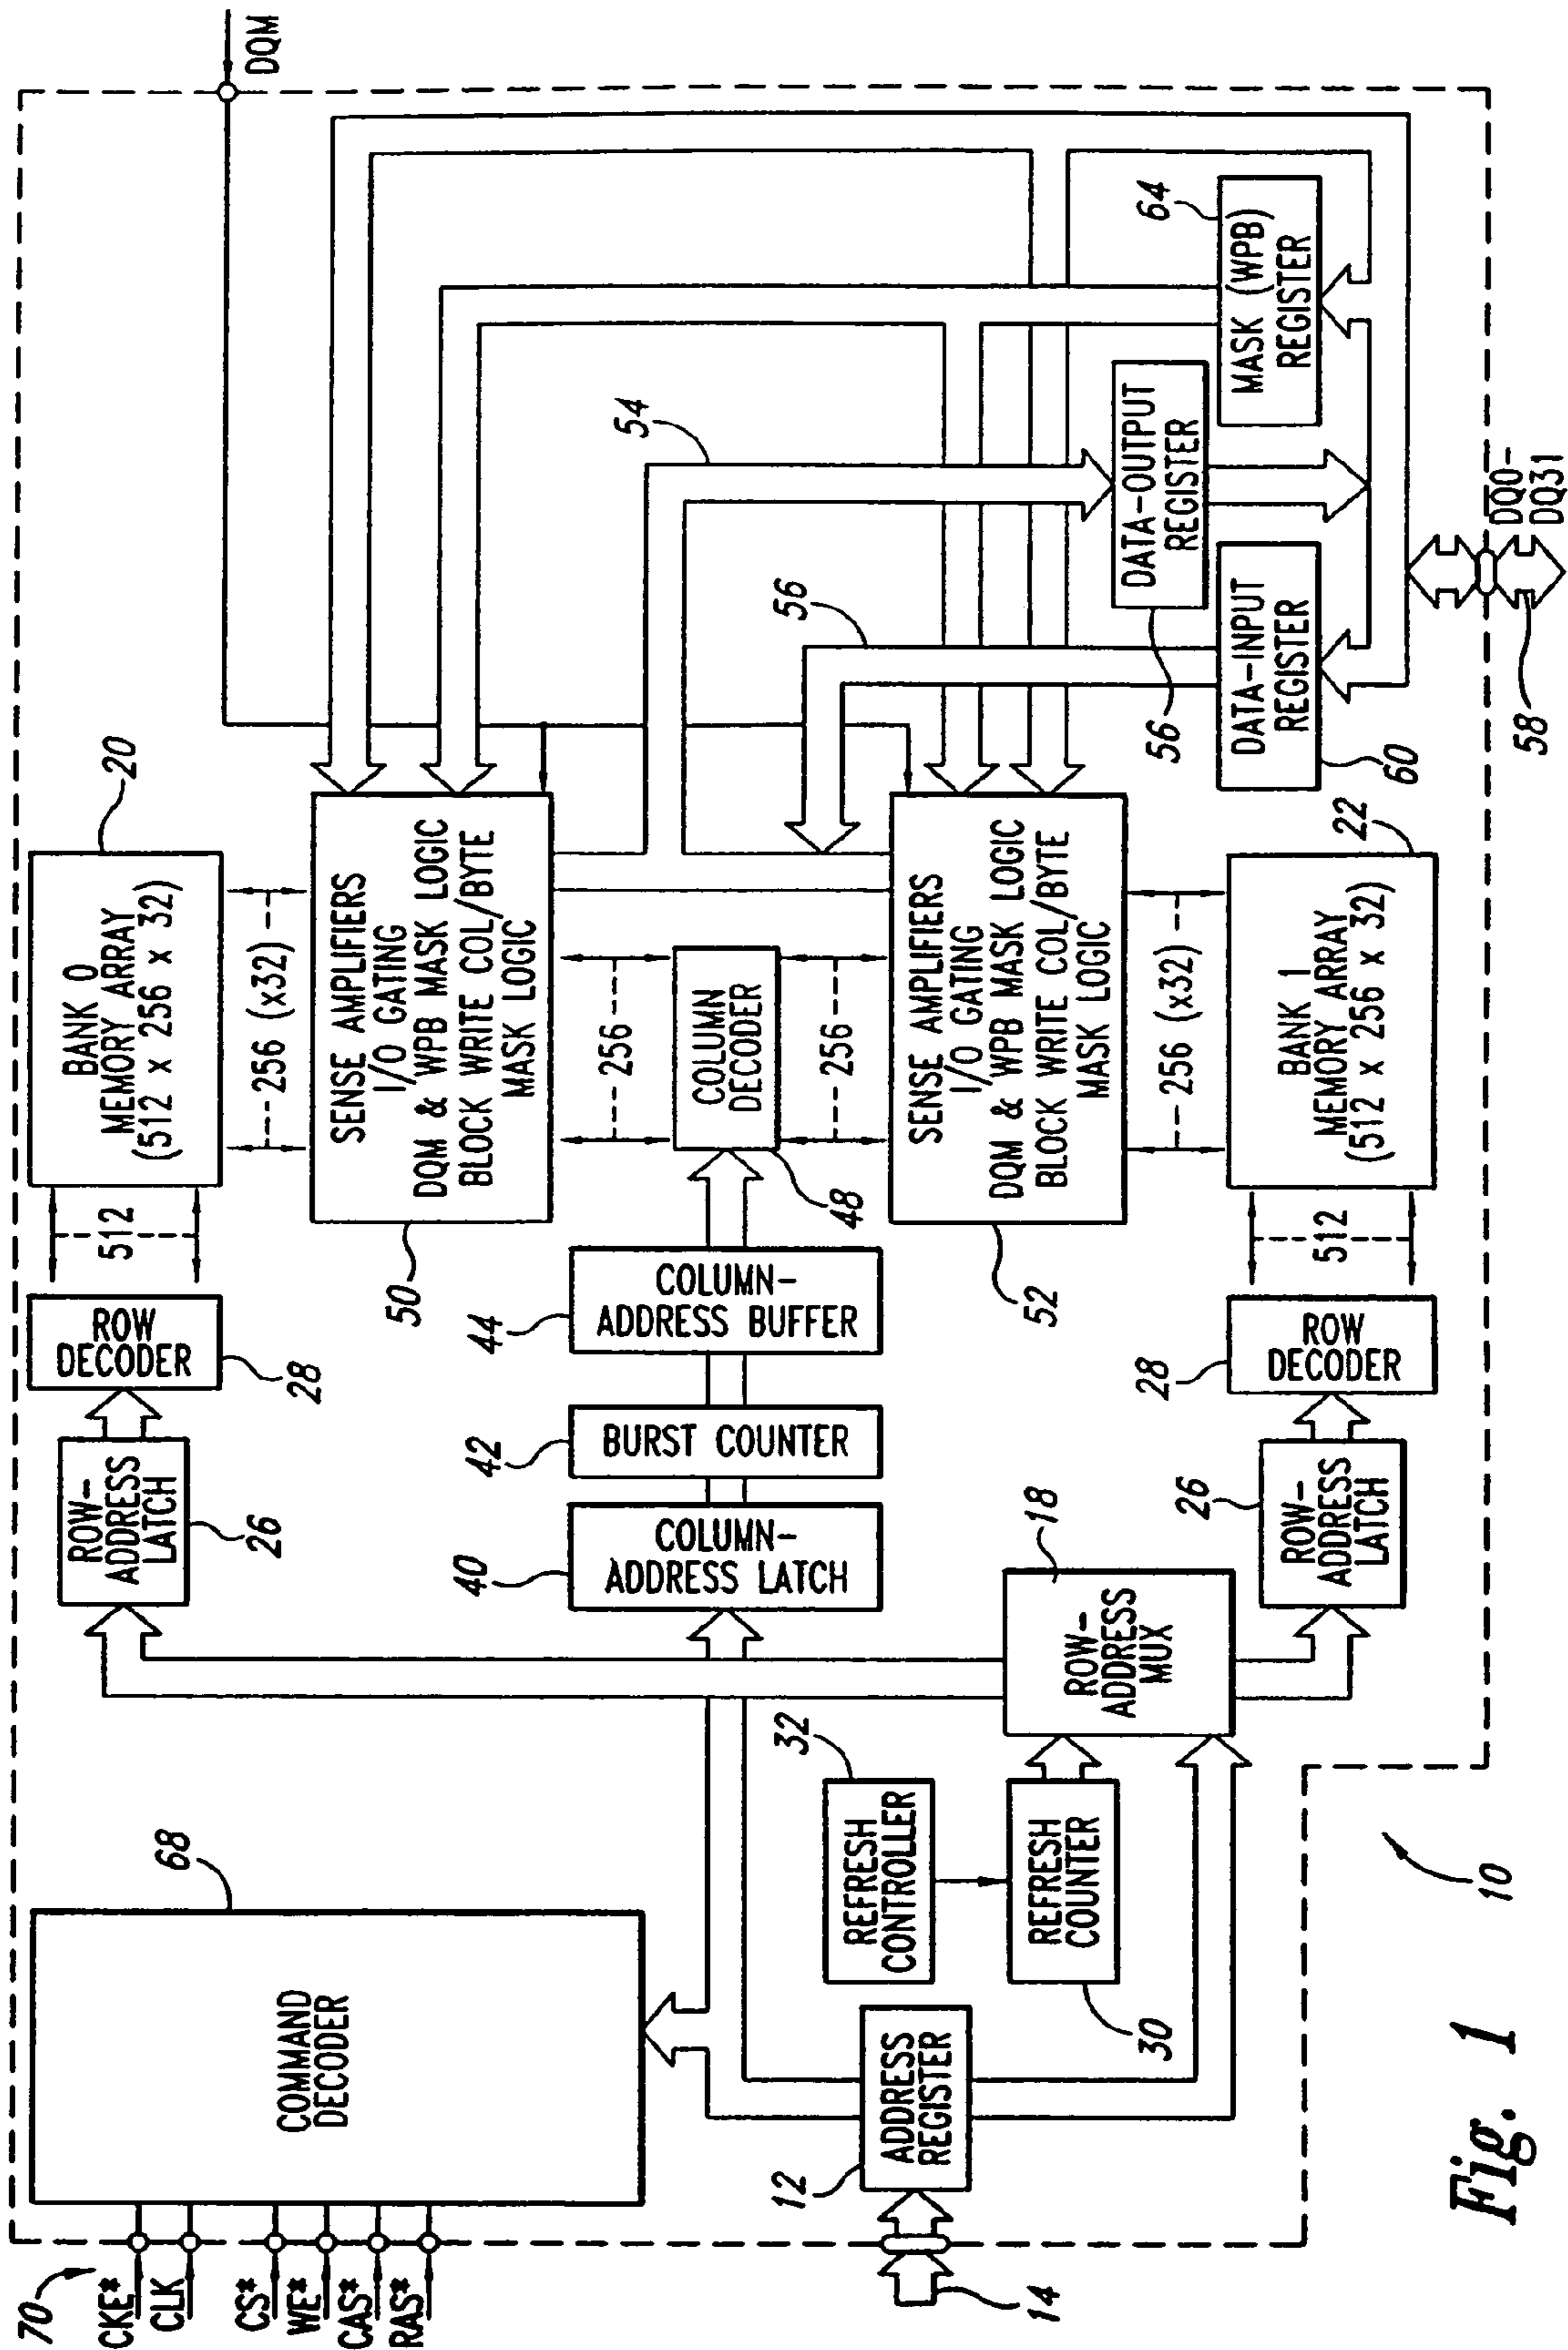 70
CKE*
CLK
CS*
WE*
CAS*
RAS*
COMMAND
DECODER
68
14
12
ADDRESS
REGISTER
REFRESH
CONTROLLER
32
REFRESH
COUNTER
30
ROW-
ADDRESS
MUX
18
ROW-
ADDRESS
LATCH
26
ROW
DECODER
28
512
BANK 0
MEMORY ARRAY
(512 x 256 x 32)
20
256 (x32)
SENSE AMPLIFIERS
I/O GATING
DQM & WPB MASK LOGIC
BLOCK WRITE COL/BYTE
MASK LOGIC
50
256
COLUMN-
ADDRESS LATCH
40
BURST COUNTER
42
COLUMN-
ADDRESS BUFFER
44
COLUMN
DECODER
48
256
SENSE AMPLIFIERS
I/O GATING
DQM & WPB MASK LOGIC
BLOCK WRITE COL/BYTE
MASK LOGIC
52
256 (x32)
ROW-
ADDRESS
LATCH
26
ROW
DECODER
28
512
BANK 1
MEMORY ARRAY
(512 x 256 x 32)
22
DQM
54
56
DATA-OUTPUT
REGISTER
56
DATA-INPUT
REGISTER
60
MASK (WPB)
REGISTER
64
DQ0-
DQ31
58
10
Fig. 1